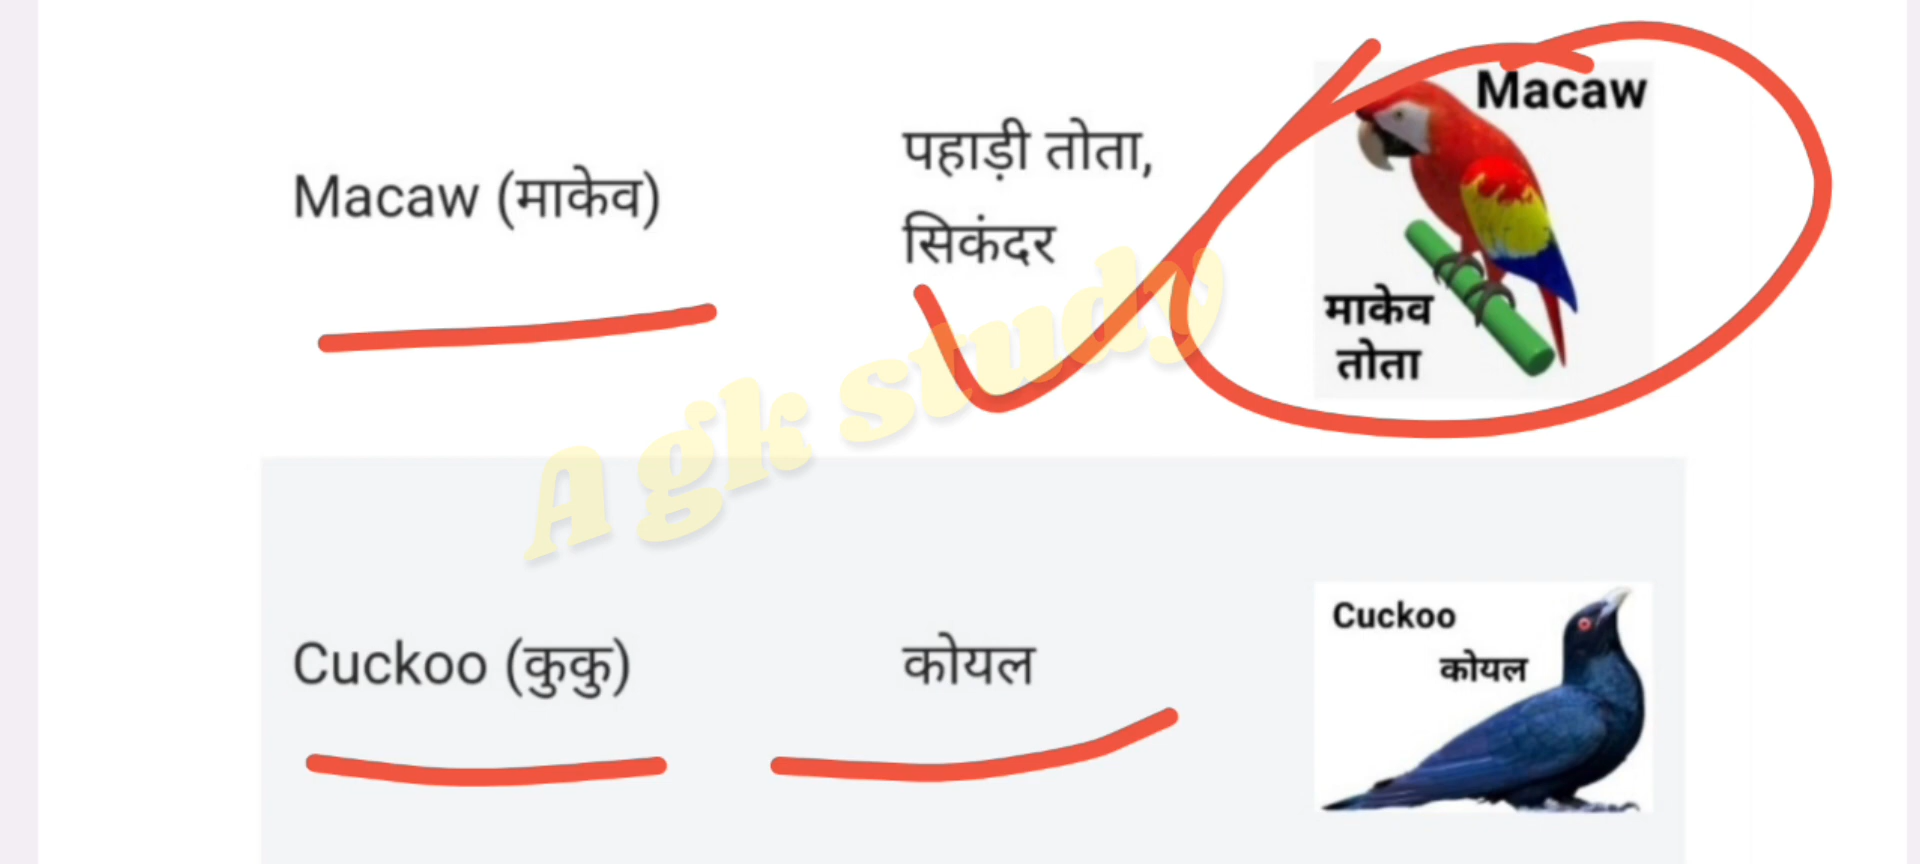 Macaw (माकेव)
पहाड़ी तोता,
सिकंदर
Macaw
माकेव
तोता
A gk study
Cuckoo (कुकु)
कोयल
Cuckoo
कोयल